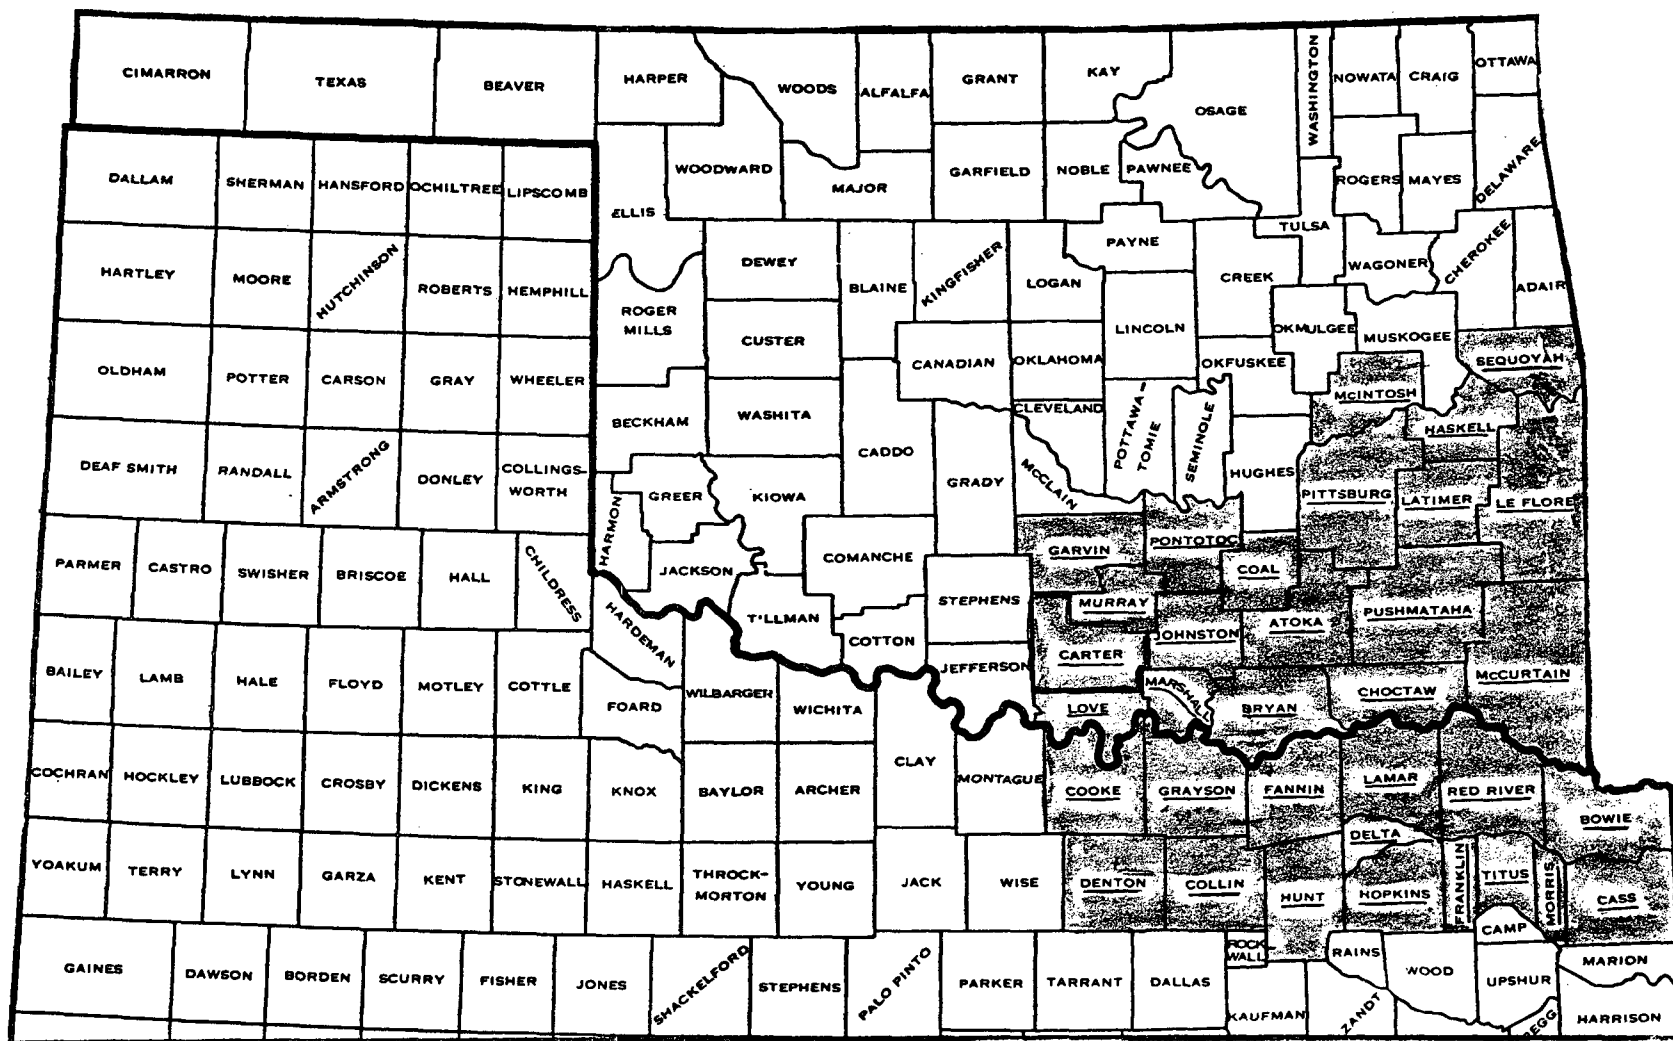 CIMARRON
TEXAS
BEAVER
HARPER
WOODS
ALFALFA
GRANT
KAY
OSAGE
WASHINGTON
NOWATA
CRAIG
OTTAWA
DALLAM
SHERMAN
HANSFORD
OCHILTREE
LIPSCOMB
ELLIS
WOODWARD
MAJOR
GARFIELD
NOBLE
PAWNEE
ROGERS
MAYES
DELAWARE
HARTLEY
MOORE
HUTCHINSON
ROBERTS
HEMPHILL
ROGER
MILLS
DEWEY
BLAINE
KINGFISHER
LOGAN
PAYNE
CREEK
TULSA
WAGONER
CHEROKEE
ADAIR
OLDHAM
POTTER
CARSON
GRAY
WHEELER
BECKHAM
CUSTER
WASHITA
CANADIAN
OKLAHOMA
LINCOLN
OKFUSKEE
OKMULGEE
MUSKOGEE
SEQUOYAH
McINTOSH
HASKELL
DEAF SMITH
RANDALL
ARMSTRONG
DONLEY
COLLINGS-
WORTH
HARMON
GREER
KIOWA
CADDO
GRADY
CLEVELAND
McCLAIN
POTTAWA-
TOMIE
SEMINOLE
HUGHES
PITTSBURG
LATIMER
LE FLORE
PARMER
CASTRO
SWISHER
BRISCOE
HALL
CHILDRESS
JACKSON
COMANCHE
GARVIN
PONTOTOC
COAL
TILLMAN
COTTON
STEPHENS
MURRAY
JOHNSTON
ATOKA
PUSHMATAHA
HARDEMAN
CARTER
JEFFERSON
BAILEY
LAMB
HALE
FLOYD
MOTLEY
COTTLE
FOARD
WILBARGER
WICHITA
LOVE
MARSHALL
BRYAN
CHOCTAW
McCURTAIN
COCHRAN
HOCKLEY
LUBBOCK
CROSBY
DICKENS
KING
KNOX
BAYLOR
ARCHER
CLAY
MONTAGUE
COOKE
GRAYSON
FANNIN
LAMAR
RED RIVER
BOWIE
YOAKUM
TERRY
LYNN
GARZA
KENT
STONEWALL
HASKELL
THROCK-
MORTON
YOUNG
JACK
WISE
DENTON
COLLIN
HUNT
DELTA
HOPKINS
FRANKLIN
TITUS
MORRIS
CASS
GAINES
DAWSON
BORDEN
SCURRY
FISHER
JONES
SHACKELFORD
STEPHENS
PALO PINTO
PARKER
TARRANT
DALLAS
ROCK
WALL
KAUFMAN
RAINS
ZANDT
WOOD
CAMP
UPSHUR
MARION
HARRISON